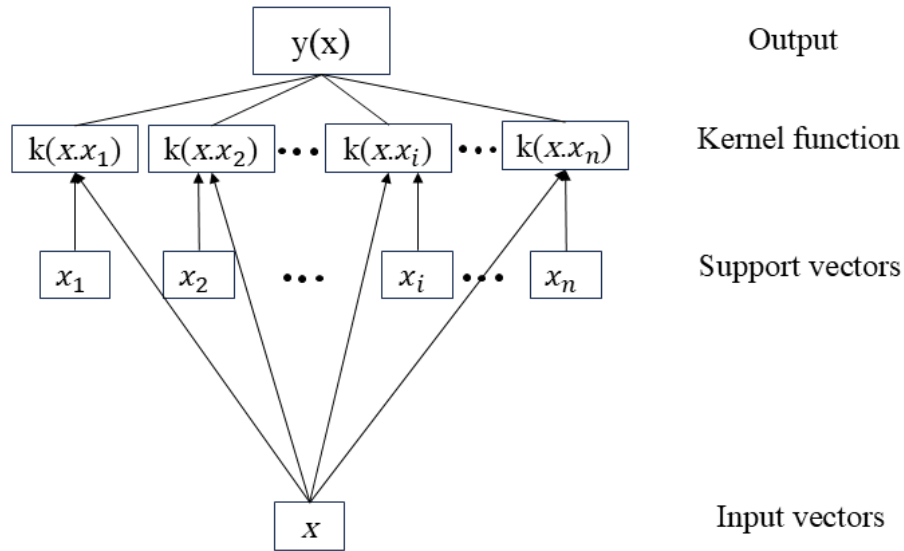 y(x) Output
k(x.x₁) k(x.x₂) ... k(x.xᵢ) ... k(x.xₙ) Kernel function
x₁ x₂ ... xᵢ ... xₙ Support vectors
x Input vectors